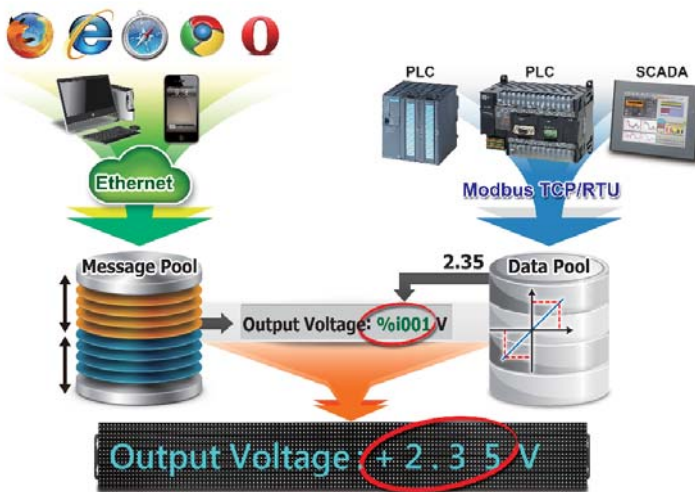 PLC
PLC
SCADA
Ethernet
Modbus TCP/RTU
Message Pool
2.35
Data Pool
Output Voltage: %i001 V
Output Voltage:+2.35 V